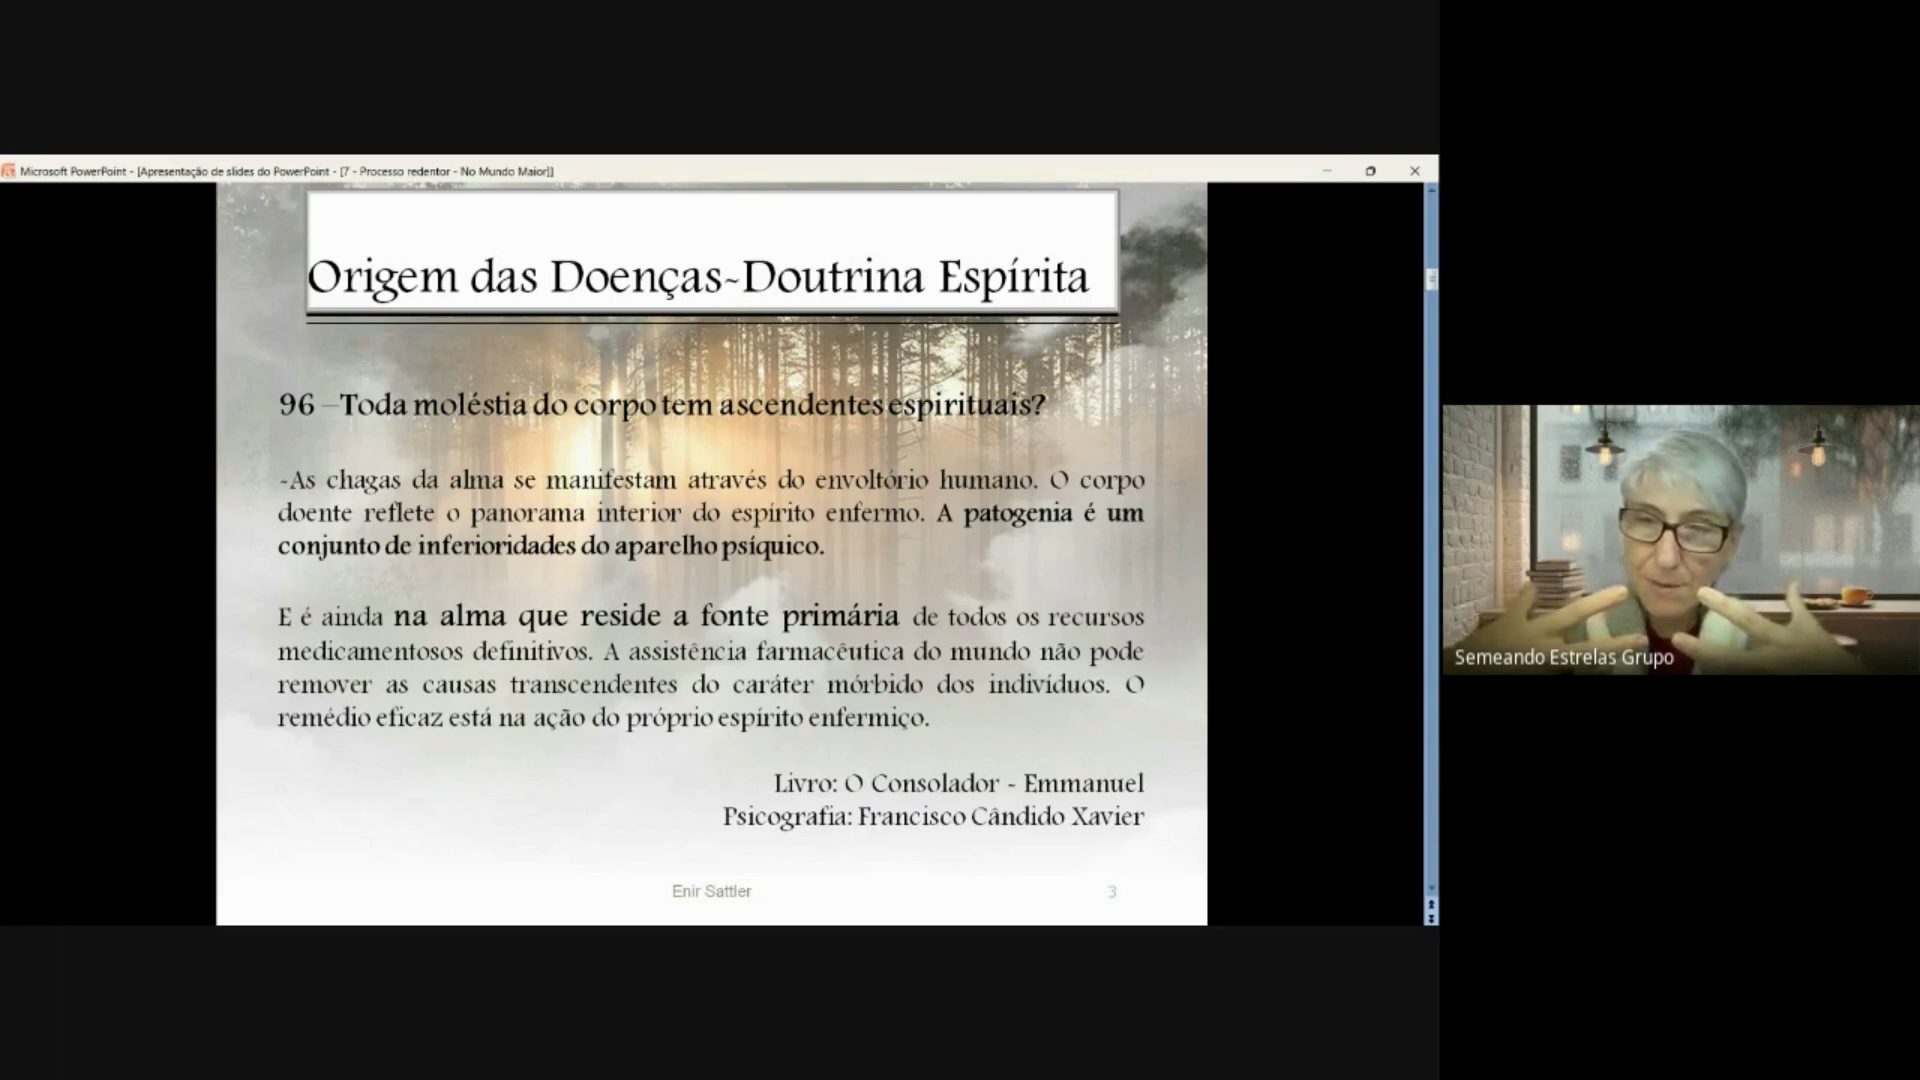 Microsoft PowerPoint - [Apresentação de slides do PowerPoint - [7 - Processo redentor - No Mundo Maior]]
Origem das Doenças-Doutrina Espírita
96 –Toda moléstia do corpo tem ascendentes espirituais?
-As chagas da alma se manifestam através do envoltório humano. O corpo
doente reflete o panorama interior do espírito enfermo. A patogenia é um
conjunto de inferioridades do aparelho psíquico.
E é ainda na alma que reside a fonte primária de todos os recursos
medicamentosos definitivos. A assistência farmacêutica do mundo não pode
remover as causas transcendentes do caráter mórbido dos indivíduos. O
remédio eficaz está na ação do próprio espírito enfermiço.
Livro: O Consolador - Emmanuel
Psicografia: Francisco Cândido Xavier
Enir Sattler
3
Semeando Estrelas Grupo